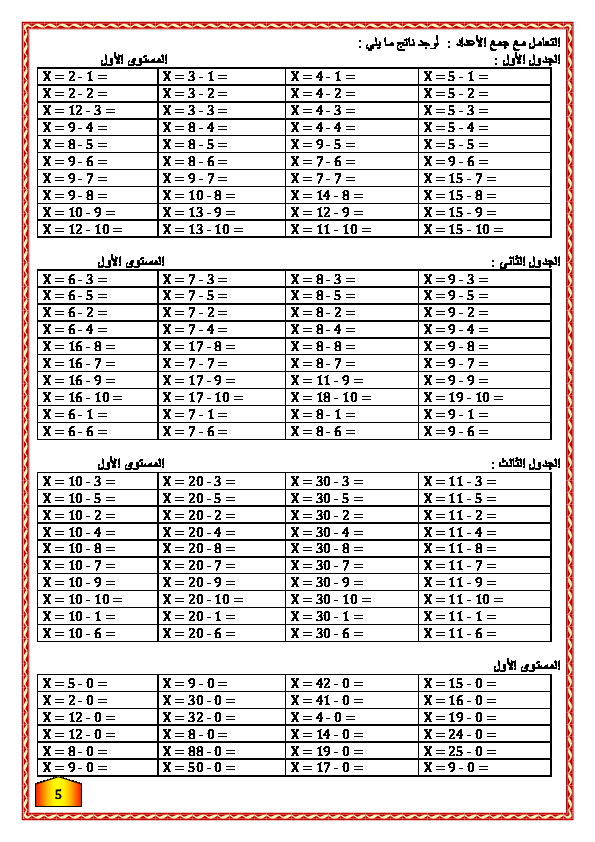 التعامل مع جمع الأعداد : أوجد ناتج ما يلي :
الجدول الأول : المستوى الأول
X = 2 - 1 = X = 3 - 1 = X = 4 - 1 = X = 5 - 1 =
X = 2 - 2 = X = 3 - 2 = X = 4 - 2 = X = 5 - 2 =
X = 12 - 3 = X = 3 - 3 = X = 4 - 3 = X = 5 - 3 =
X = 9 - 4 = X = 8 - 4 = X = 4 - 4 = X = 5 - 4 =
X = 8 - 5 = X = 8 - 5 = X = 9 - 5 = X = 5 - 5 =
X = 9 - 6 = X = 8 - 6 = X = 7 - 6 = X = 9 - 6 =
X = 9 - 7 = X = 9 - 7 = X = 7 - 7 = X = 15 - 7 =
X = 9 - 8 = X = 10 - 8 = X = 14 - 8 = X = 15 - 8 =
X = 10 - 9 = X = 13 - 9 = X = 12 - 9 = X = 15 - 9 =
X = 12 - 10 = X = 13 - 10 = X = 11 - 10 = X = 15 - 10 =
الجدول الثاني : المستوى الأول
X = 6 - 3 = X = 7 - 3 = X = 8 - 3 = X = 9 - 3 =
X = 6 - 5 = X = 7 - 5 = X = 8 - 5 = X = 9 - 5 =
X = 6 - 2 = X = 7 - 2 = X = 8 - 2 = X = 9 - 2 =
X = 6 - 4 = X = 7 - 4 = X = 8 - 4 = X = 9 - 4 =
X = 16 - 8 = X = 17 - 8 = X = 8 - 8 = X = 9 - 8 =
X = 16 - 7 = X = 7 - 7 = X = 8 - 7 = X = 9 - 7 =
X = 16 - 9 = X = 17 - 9 = X = 11 - 9 = X = 9 - 9 =
X = 16 - 10 = X = 17 - 10 = X = 18 - 10 = X = 19 - 10 =
X = 6 - 1 = X = 7 - 1 = X = 8 - 1 = X = 9 - 1 =
X = 6 - 6 = X = 7 - 6 = X = 8 - 6 = X = 9 - 6 =
الجدول الثالث : المستوى الأول
X = 10 - 3 = X = 20 - 3 = X = 30 - 3 = X = 11 - 3 =
X = 10 - 5 = X = 20 - 5 = X = 30 - 5 = X = 11 - 5 =
X = 10 - 2 = X = 20 - 2 = X = 30 - 2 = X = 11 - 2 =
X = 10 - 4 = X = 20 - 4 = X = 30 - 4 = X = 11 - 4 =
X = 10 - 8 = X = 20 - 8 = X = 30 - 8 = X = 11 - 8 =
X = 10 - 7 = X = 20 - 7 = X = 30 - 7 = X = 11 - 7 =
X = 10 - 9 = X = 20 - 9 = X = 30 - 9 = X = 11 - 9 =
X = 10 - 10 = X = 20 - 10 = X = 30 - 10 = X = 11 - 10 =
X = 10 - 1 = X = 20 - 1 = X = 30 - 1 = X = 11 - 1 =
X = 10 - 6 = X = 20 - 6 = X = 30 - 6 = X = 11 - 6 =
المستوى الأول
X = 5 - 0 = X = 9 - 0 = X = 42 - 0 = X = 15 - 0 =
X = 2 - 0 = X = 30 - 0 = X = 41 - 0 = X = 16 - 0 =
X = 12 - 0 = X = 32 - 0 = X = 4 - 0 = X = 19 - 0 =
X = 12 - 0 = X = 8 - 0 = X = 14 - 0 = X = 24 - 0 =
X = 8 - 0 = X = 88 - 0 = X = 19 - 0 = X = 25 - 0 =
X = 9 - 0 = X = 50 - 0 = X = 17 - 0 = X = 9 - 0 =
5